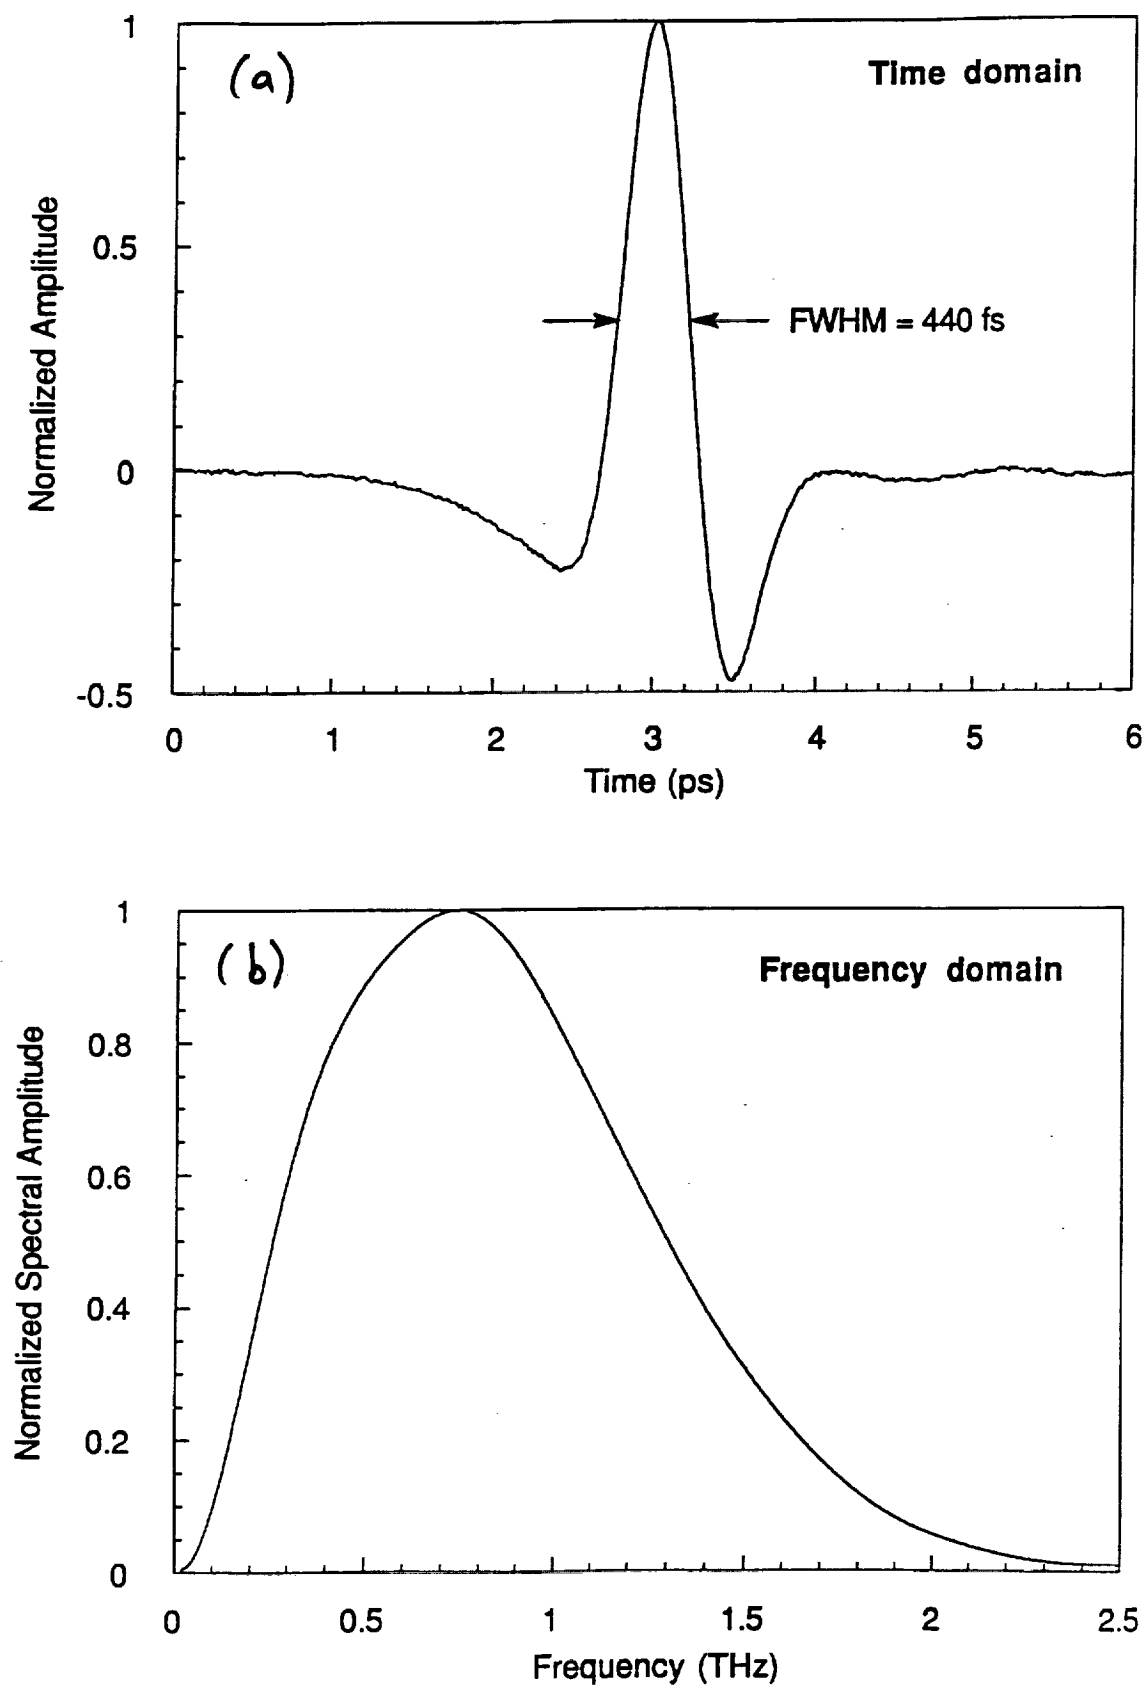 1
(a)
Time domain
Normalized Amplitude
0.5
FWHM = 440 fs
0
-0.5
0 1 2 3 4 5 6
Time (ps)
1
(b)
Frequency domain
Normalized Spectral Amplitude
0.8
0.6
0.4
0.2
0
0 0.5 1 1.5 2 2.5
Frequency (THz)